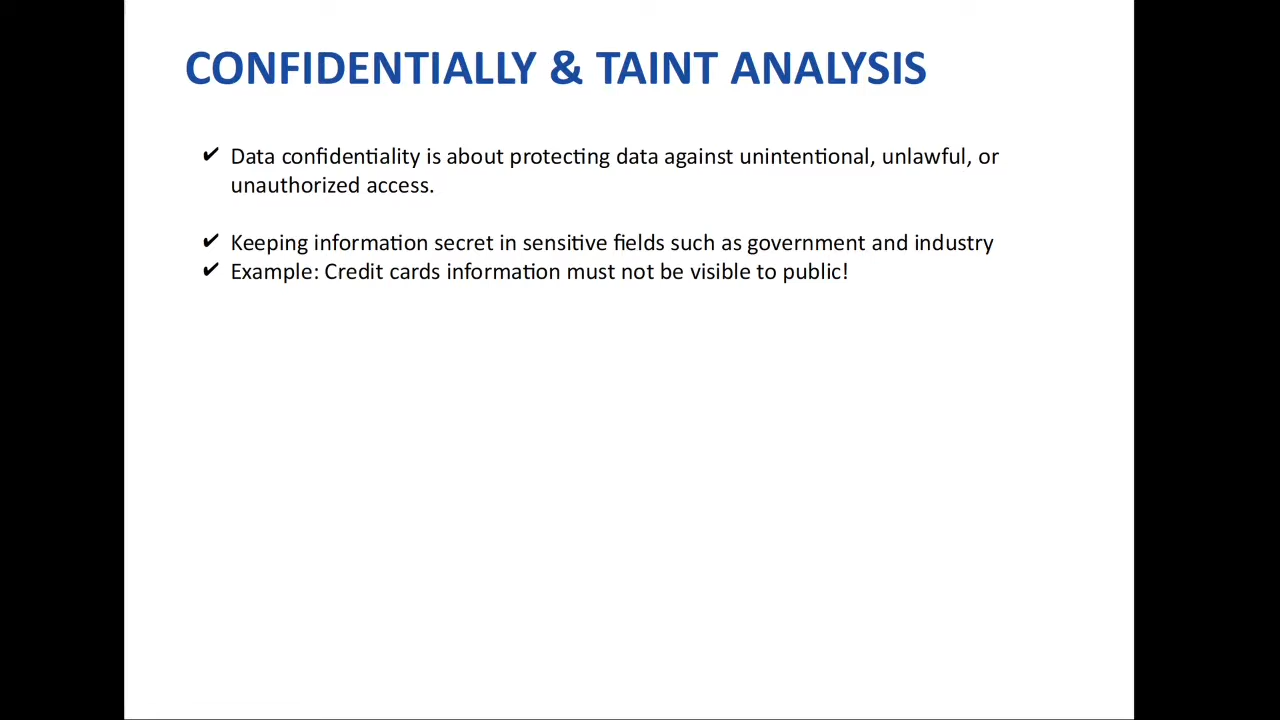 CONFIDENTIALLY & TAINT ANALYSIS
✔ Data confidentiality is about protecting data against unintentional, unlawful, or
unauthorized access.
✔ Keeping information secret in sensitive fields such as government and industry
✔ Example: Credit cards information must not be visible to public!